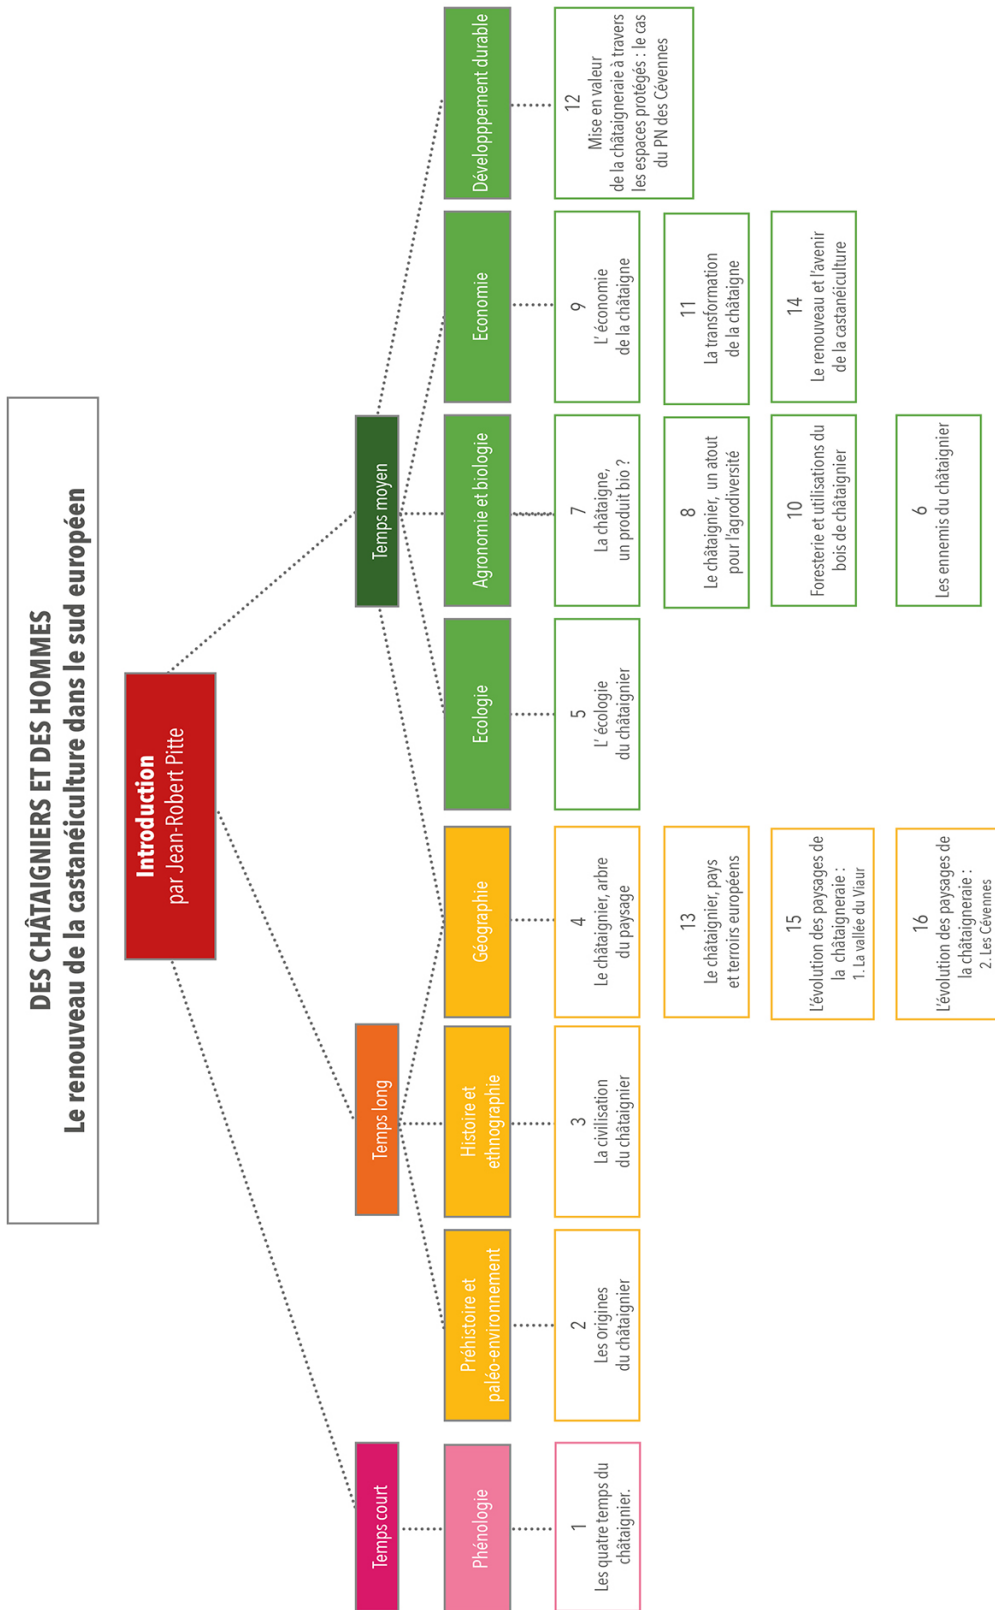 DES CHÂTAIGNIERS ET DES HOMMES
Le renouveau de la castanéiculture dans le sud européen
Introduction
par Jean-Robert Pitte
Temps court
Temps long
Temps moyen
Phénologie
Préhistoire et
paléo-environnement
Histoire et
ethnographie
Géographie
Ecologie
Agronomie et biologie
Economie
Développpement durable
1
Les quatre temps du
châtaignier.
2
Les origines
du châtaignier
3
La civilisation
du châtaignier
4
Le châtaignier, arbre
du paysage
5
L' écologie
du châtaignier
7
La châtaigne,
un produit bio ?
9
L' économie
de la châtaigne
12
Mise en valeur
de la châtaigneraie à travers
les espaces protégés : le cas
du PN des Cévennes
13
Le châtaignier, pays
et terroirs européens
8
Le châtaignier, un atout
pour l'agrodiversité
11
La transformation
de la châtaigne
15
L'évolution des paysages de
la châtaigneraie :
1. La vallée du Viaur
10
Foresterie et utilisations du
bois de châtaignier
14
Le renouveau et l'avenir
de la castanéiculture
16
L'évolution des paysages de
la châtaigneraie :
2. Les Cévennes
6
Les ennemis du châtaignier